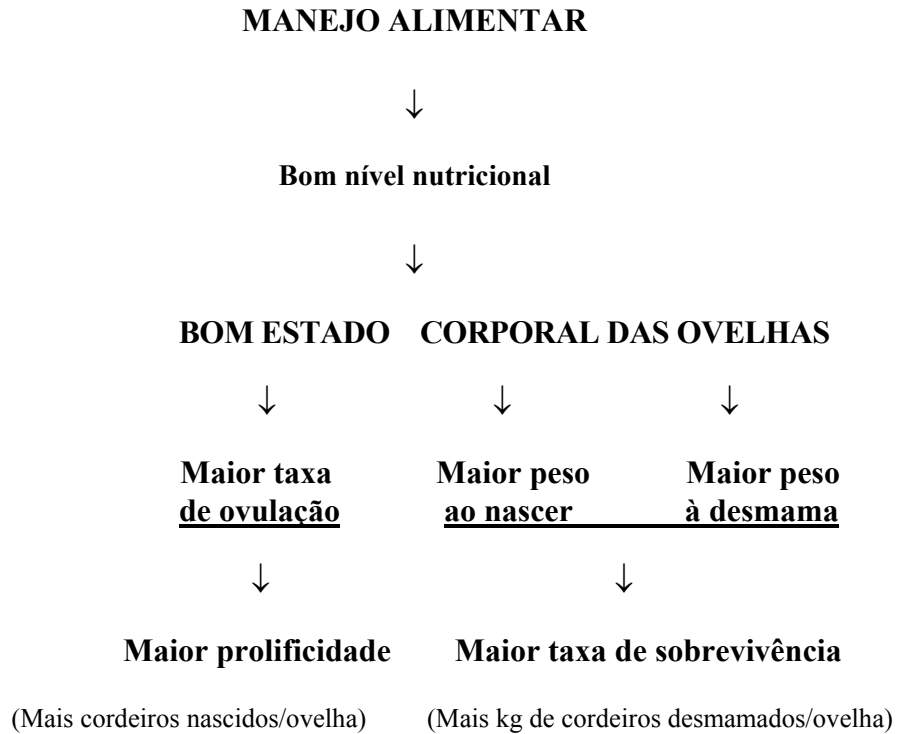 MANEJO ALIMENTAR
↓
Bom nível nutricional
↓
BOM ESTADO CORPORAL DAS OVELHAS
↓ ↓ ↓
Maior taxa Maior peso Maior peso
de ovulação ao nascer à desmama
↓ ↓
Maior prolificidade Maior taxa de sobrevivência
(Mais cordeiros nascidos/ovelha) (Mais kg de cordeiros desmamados/ovelha)